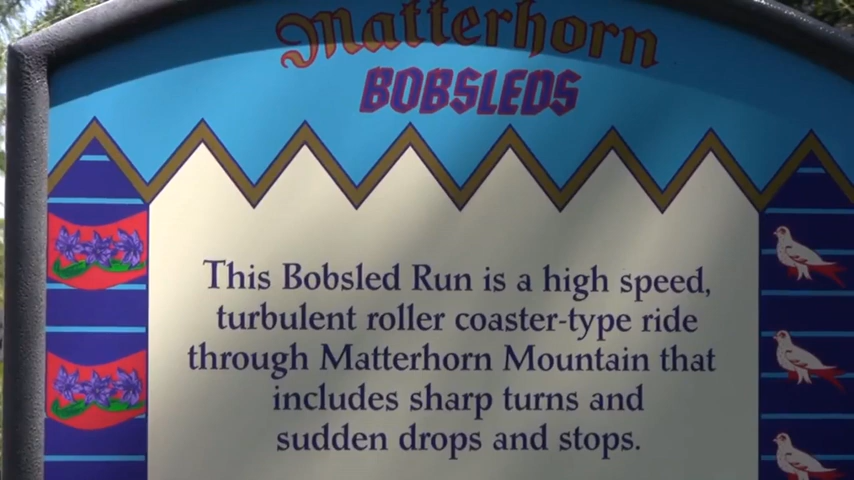 Matterhorn
BOBSLEDS
This Bobsled Run is a high speed,
turbulent roller coaster-type ride
through Matterhorn Mountain that
includes sharp turns and
sudden drops and stops.